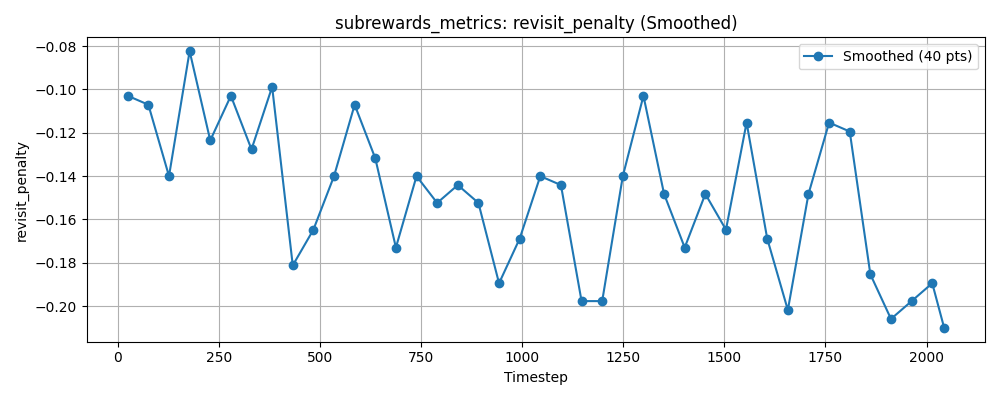 subrewards_metrics: revisit_penalty (Smoothed)
Smoothed (40 pts)
revisit_penalty
−0.08
−0.10
−0.12
−0.14
−0.16
−0.18
−0.20
0 250 500 750 1000 1250 1500 1750 2000
Timestep